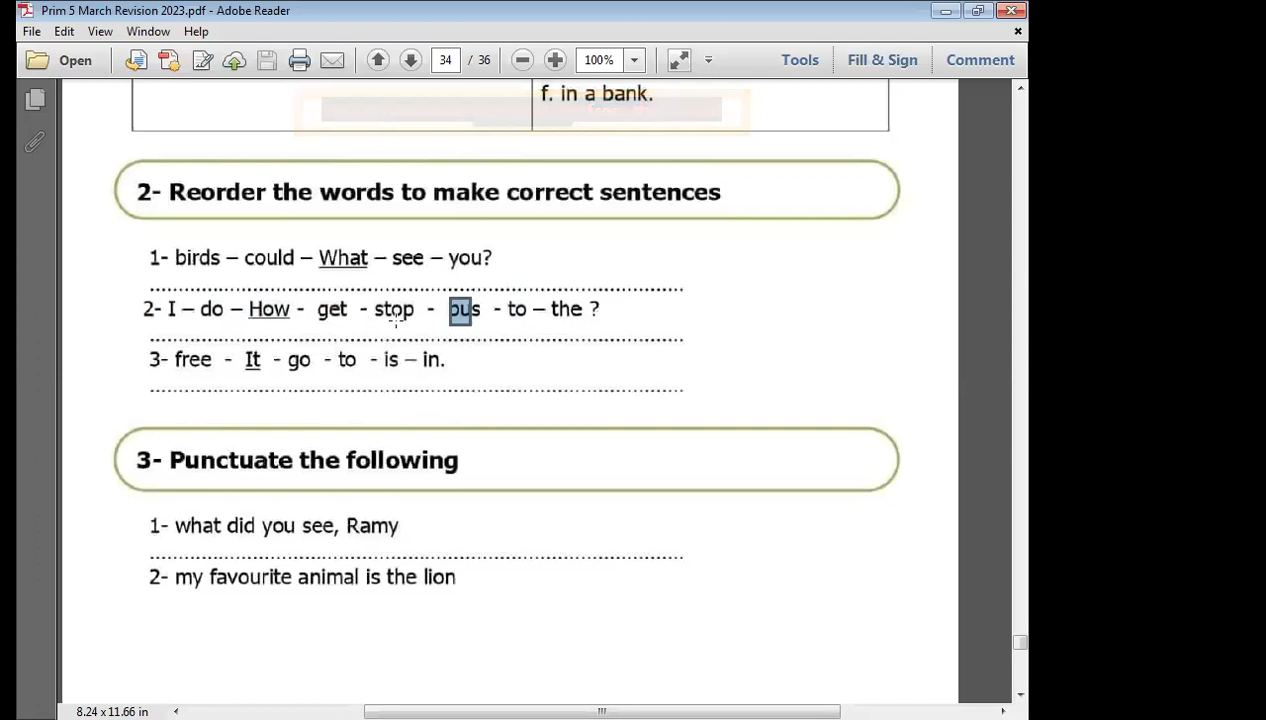 Prim 5 March Revision 2023.pdf - Adobe Reader
File Edit View Window Help
Open 34 / 36 100% Tools Fill & Sign Comment
f. in a bank.
2- Reorder the words to make correct sentences
1- birds – could – What – see – you?
................................................................................
2- I – do – How - get - stop - bus - to – the ?
................................................................................
3- free - It - go - to - is – in.
................................................................................
3- Punctuate the following
1- what did you see, Ramy
................................................................................
2- my favourite animal is the lion
8.24 x 11.66 in